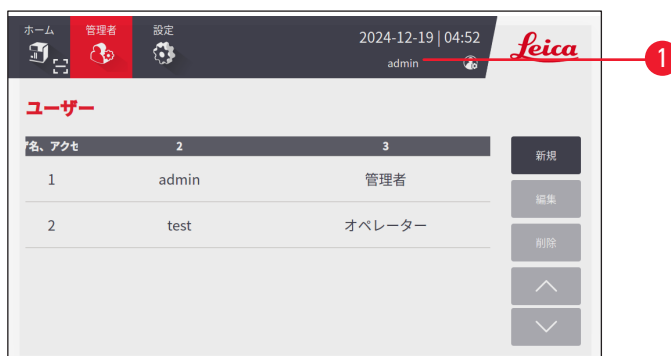 ホーム 管理者 設定
2024-12-19 | 04:52
admin
Leica
1
ユーザー
名、アクセ 2 3
1 admin 管理者
2 test オペレーター
新規
編集
削除